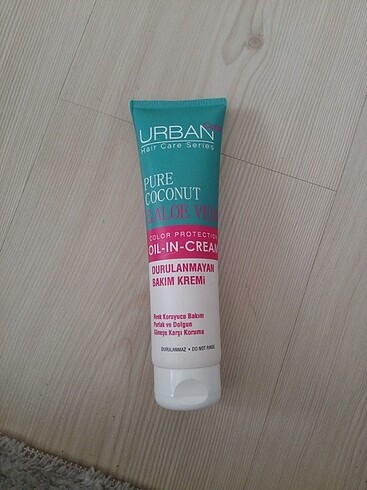 URBAN
Hair Care Series
PURE
COCONUT
& ALOE VERA
COLOR PROTECTION
OIL-IN-CREAM
DURULANMAYAN
BAKIM KREMİ
Renk Koruyucu Bakım
Parlak ve Dolgun
Güneşe Karşı Koruma
DURULANMAZ • DO NOT RINSE